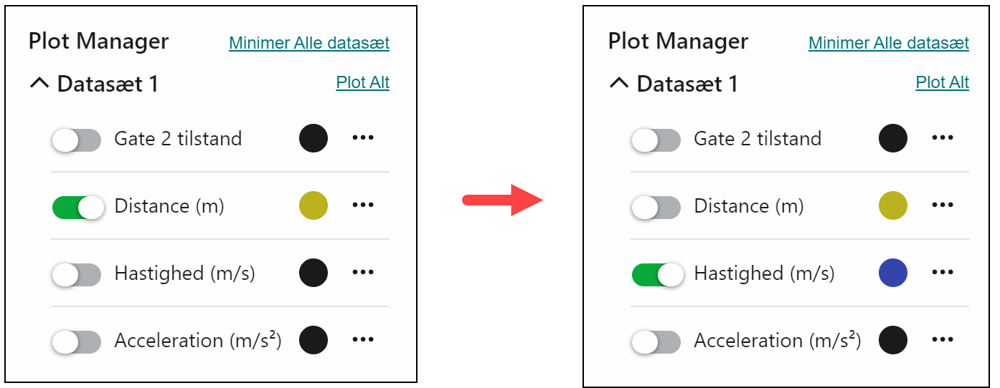 Plot Manager Minimer Alle datasæt
Datasæt 1 Plot Alt
Gate 2 tilstand
Distance (m)
Hastighed (m/s)
Acceleration (m/s²)
Plot Manager Minimer Alle datasæt
Datasæt 1 Plot Alt
Gate 2 tilstand
Distance (m)
Hastighed (m/s)
Acceleration (m/s²)